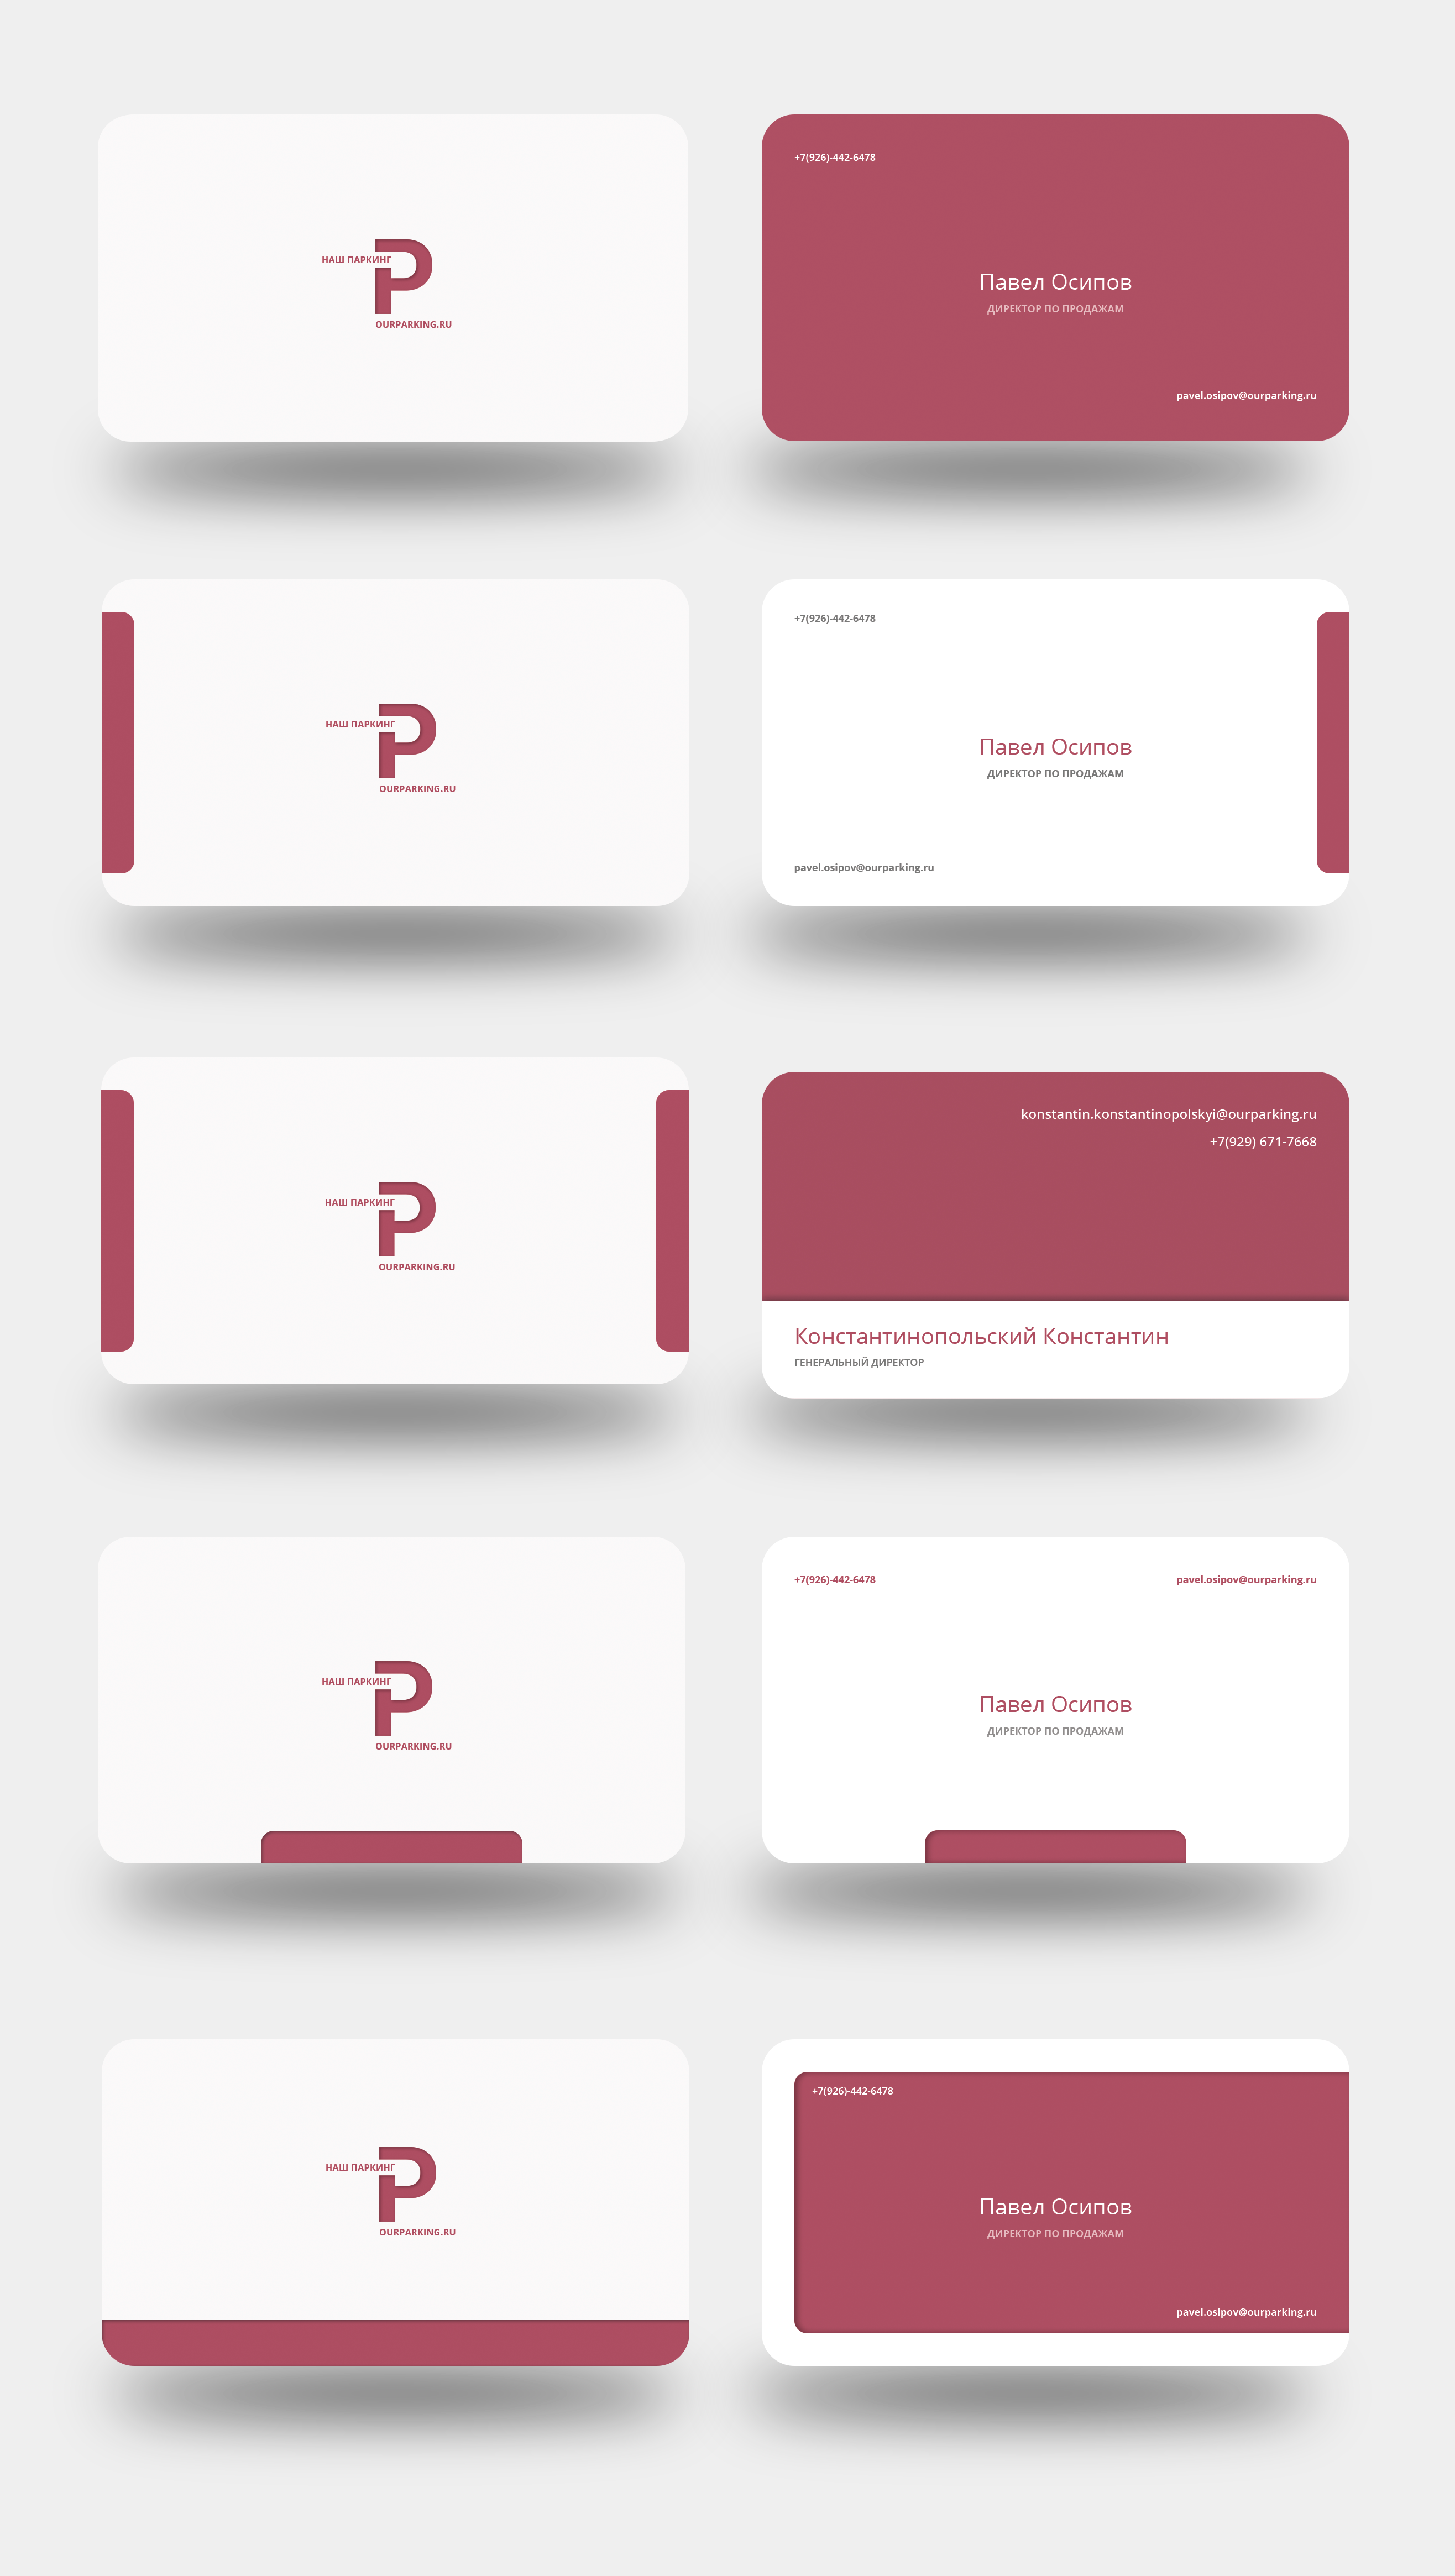 НАШ ПАРКИНГ
OURPARKING.RU
+7(926)-442-6478
Павел Осипов
ДИРЕКТОР ПО ПРОДАЖАМ
pavel.osipov@ourparking.ru
НАШ ПАРКИНГ
OURPARKING.RU
+7(926)-442-6478
Павел Осипов
ДИРЕКТОР ПО ПРОДАЖАМ
pavel.osipov@ourparking.ru
НАШ ПАРКИНГ
OURPARKING.RU
konstantin.konstantinopolskyi@ourparking.ru
+7(929) 671-7668
Константинопольский Константин
ГЕНЕРАЛЬНЫЙ ДИРЕКТОР
НАШ ПАРКИНГ
OURPARKING.RU
+7(926)-442-6478
pavel.osipov@ourparking.ru
Павел Осипов
ДИРЕКТОР ПО ПРОДАЖАМ
НАШ ПАРКИНГ
OURPARKING.RU
+7(926)-442-6478
Павел Осипов
ДИРЕКТОР ПО ПРОДАЖАМ
pavel.osipov@ourparking.ru